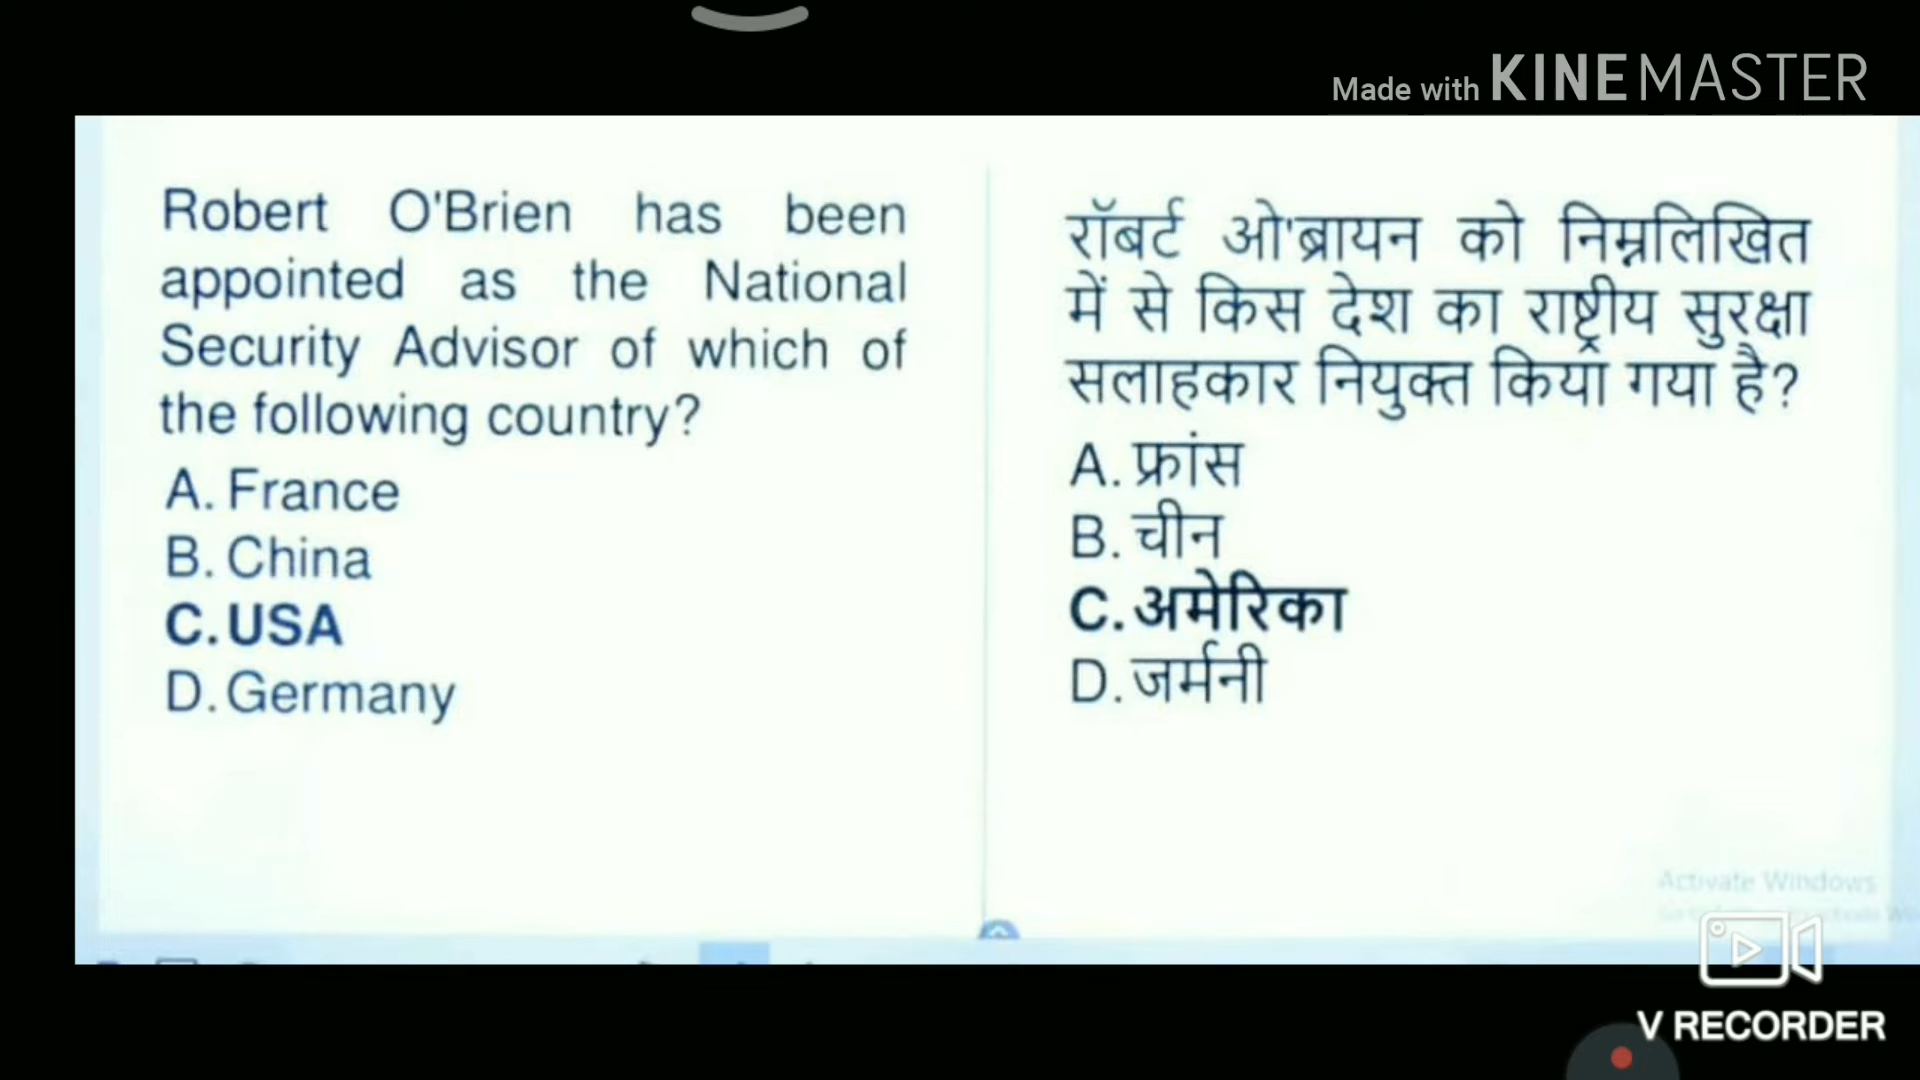 Made with KINEMASTER
Robert O'Brien has been
appointed as the National
Security Advisor of which of
the following country?
A. France
B. China
C. USA
D. Germany
रॉबर्ट ओ'ब्रायन को निम्नलिखित
में से किस देश का राष्ट्रीय सुरक्षा
सलाहकार नियुक्त किया गया है?
A. फ्रांस
B. चीन
C. अमेरिका
D. जर्मनी
Activate Windows
V RECORDER